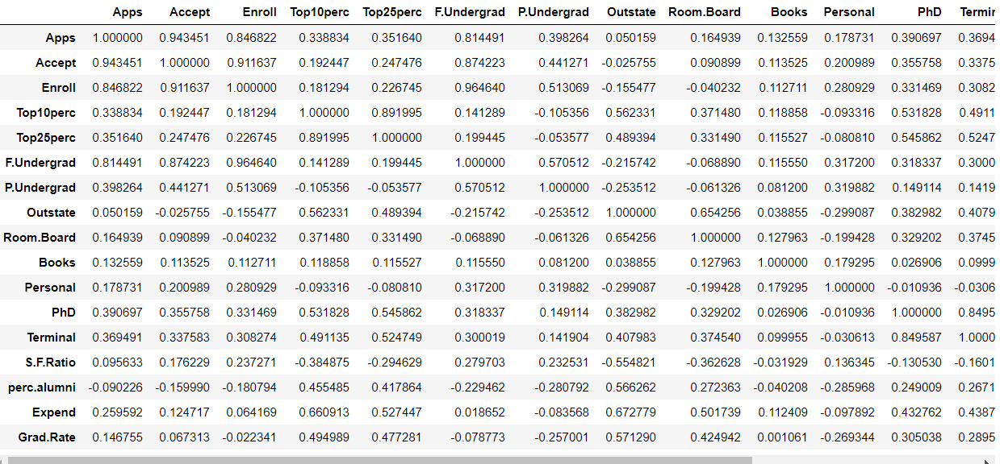 Apps Accept Enroll Top10perc Top25perc F.Undergrad P.Undergrad Outstate Room.Board Books Personal PhD Termin
Apps 1.000000 0.943451 0.846822 0.338834 0.351640 0.814491 0.398264 0.050159 0.164939 0.132559 0.178731 0.390697 0.3694
Accept 0.943451 1.000000 0.911637 0.192447 0.247476 0.874223 0.441271 -0.025755 0.090899 0.113525 0.200989 0.355758 0.3375
Enroll 0.846822 0.911637 1.000000 0.181294 0.226745 0.964640 0.513069 -0.155477 -0.040232 0.112711 0.280929 0.331469 0.3082
Top10perc 0.338834 0.192447 0.181294 1.000000 0.891995 0.141289 -0.105356 0.562331 0.371480 0.118858 -0.093316 0.531828 0.4911
Top25perc 0.351640 0.247476 0.226745 0.891995 1.000000 0.199445 -0.053577 0.489394 0.331490 0.115527 -0.080810 0.545862 0.5247
F.Undergrad 0.814491 0.874223 0.964640 0.141289 0.199445 1.000000 0.570512 -0.215742 -0.068890 0.115550 0.317200 0.318337 0.3000
P.Undergrad 0.398264 0.441271 0.513069 -0.105356 -0.053577 0.570512 1.000000 -0.253512 -0.061326 0.081200 0.319882 0.149114 0.1419
Outstate 0.050159 -0.025755 -0.155477 0.562331 0.489394 -0.215742 -0.253512 1.000000 0.654256 0.038855 -0.299087 0.382982 0.4079
Room.Board 0.164939 0.090899 -0.040232 0.371480 0.331490 -0.068890 -0.061326 0.654256 1.000000 0.127963 -0.199428 0.329202 0.3745
Books 0.132559 0.113525 0.112711 0.118858 0.115527 0.115550 0.081200 0.038855 0.127963 1.000000 0.179295 0.026906 0.0999
Personal 0.178731 0.200989 0.280929 -0.093316 -0.080810 0.317200 0.319882 -0.299087 -0.199428 0.179295 1.000000 -0.010936 -0.0306
PhD 0.390697 0.355758 0.331469 0.531828 0.545862 0.318337 0.149114 0.382982 0.329202 0.026906 -0.010936 1.000000 0.8495
Terminal 0.369491 0.337583 0.308274 0.491135 0.524749 0.300019 0.141904 0.407983 0.374540 0.099955 -0.030613 0.849587 1.0000
S.F.Ratio 0.095633 0.176229 0.237271 -0.384875 -0.294629 0.279703 0.232531 -0.554821 -0.362628 -0.031929 0.136345 -0.130530 -0.1601
perc.alumni -0.090226 -0.159990 -0.180794 0.455485 0.417864 -0.229462 -0.280792 0.566262 0.272363 -0.040208 -0.285968 0.249009 0.2671
Expend 0.259592 0.124717 0.064169 0.660913 0.527447 0.018652 -0.083568 0.672779 0.501739 0.112409 -0.097892 0.432762 0.4387
Grad.Rate 0.146755 0.067313 -0.022341 0.494989 0.477281 -0.078773 -0.257001 0.571290 0.424942 0.001061 -0.269344 0.305038 0.2895